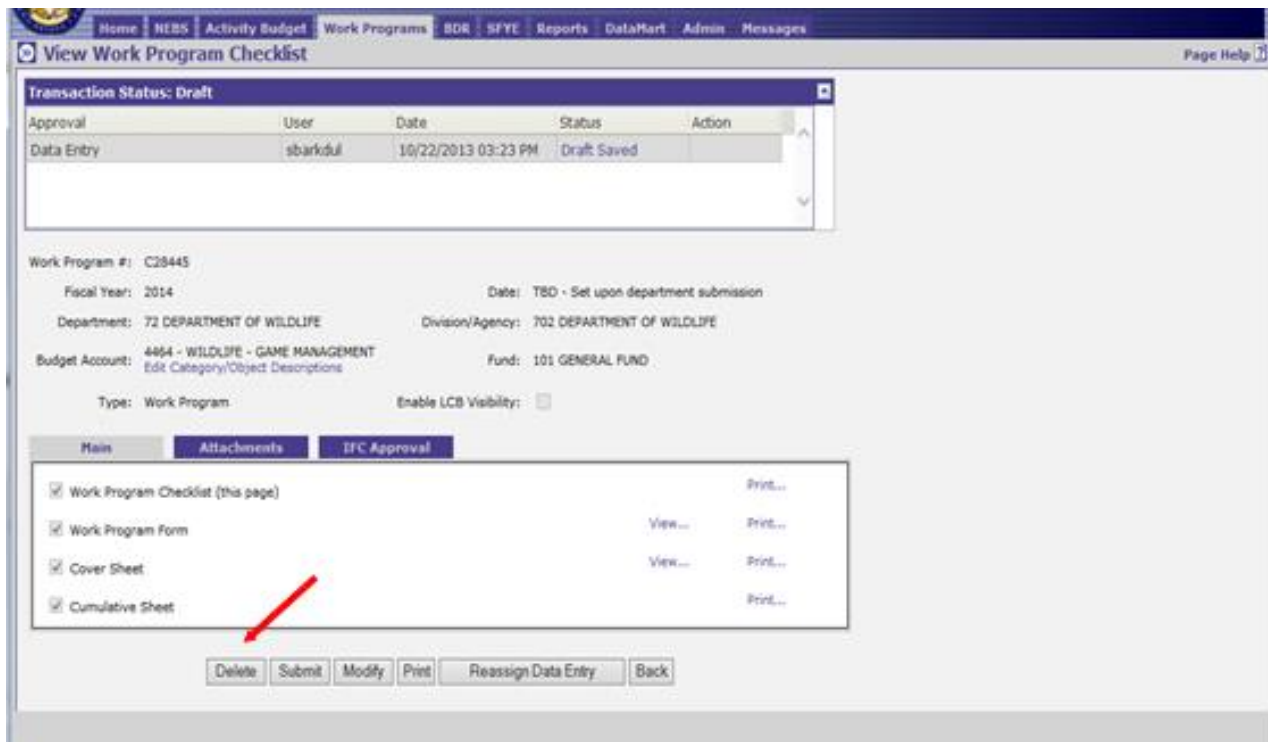 Home NEBS Activity Budget Work Programs BDR SFYE Reports DataMart Admin Messages
View Work Program Checklist Page Help
Transaction Status: Draft
Approval User Date Status Action
Data Entry sbarkdul 10/22/2013 03:23 PM Draft Saved
Work Program #: C28445
Fiscal Year: 2014 Date: TBD - Set upon department submission
Department: 72 DEPARTMENT OF WILDLIFE Division/Agency: 702 DEPARTMENT OF WILDLIFE
Budget Account: 4464 - WILDLIFE - GAME MANAGEMENT Fund: 101 GENERAL FUND
Edit Category/Object Descriptions
Type: Work Program Enable LCB Visibility:
Main Attachments IFC Approval
Work Program Checklist (this page) Print...
Work Program Form View... Print...
Cover Sheet View... Print...
Cumulative Sheet Print...
Delete Submit Modify Print Reassign Data Entry Back